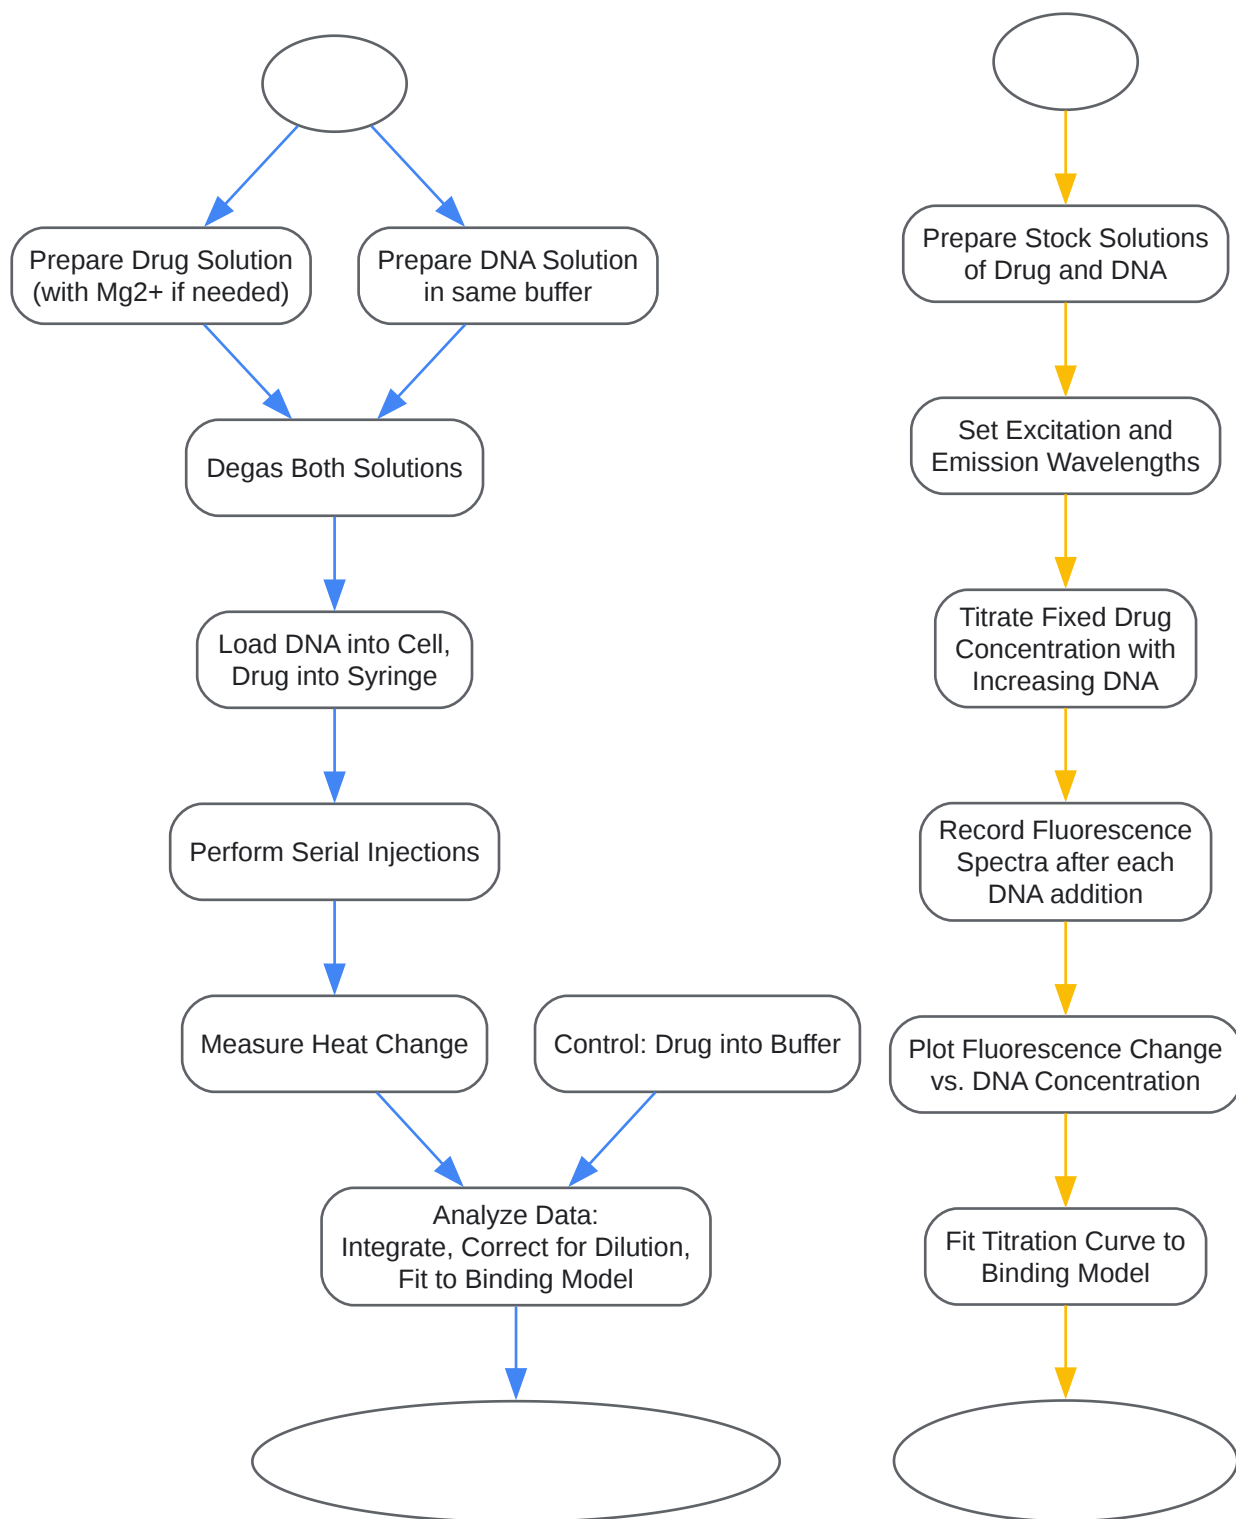 Prepare Drug Solution
(with Mg2+ if needed)
Prepare DNA Solution
in same buffer
Degas Both Solutions
Load DNA into Cell,
Drug into Syringe
Perform Serial Injections
Measure Heat Change
Control: Drug into Buffer
Analyze Data:
Integrate, Correct for Dilution,
Fit to Binding Model
Prepare Stock Solutions
of Drug and DNA
Set Excitation and
Emission Wavelengths
Titrate Fixed Drug
Concentration with
Increasing DNA
Record Fluorescence
Spectra after each
DNA addition
Plot Fluorescence Change
vs. DNA Concentration
Fit Titration Curve to
Binding Model